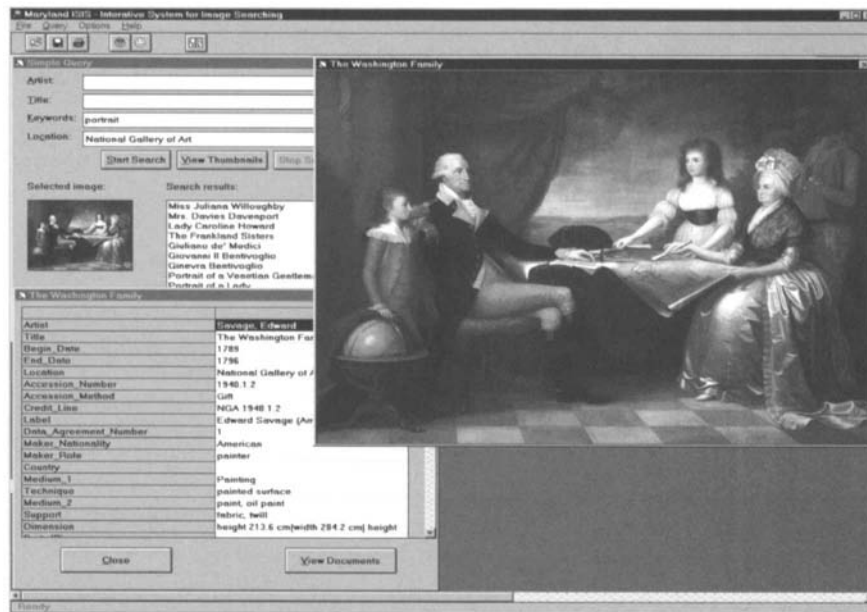 Maryland ISIS - Interative System for Image Searching
File Query Options Help
Simple Query
Artist:
Title:
Keywords: portrait
Location: National Gallery of Art
Start Search View Thumbnails Stop
Selected image: Search results:
Miss Juliana Willoughby
Mrs. Davies Davenport
Lady Caroline Howard
The Frankland Sisters
Giuliano de' Medici
Giovanni II Bentivoglio
Ginevra Bentivoglio
Portrait of a Venetian Gentlem
Portrait of a Lady
The Washington Family
The Washington Family
Artist Savage, Edward
Title The Washington Fam
Begin_Date 1789
End_Date 1796
Location National Gallery of A
Accession_Number 1940.1.2
Accession_Method Gift
Credit_Line NGA 1940.1.2
Label Edward Savage (Am
Data_Agreement_Number 1
Maker_Nationality American
Maker_Role painter
Country
Medium_1 Painting
Technique painted surface
Medium_2 paint, oil paint
Support fabric, twill
Dimension height 213.6 cm|width 284.2 cm| height
Close View Documents
Ready